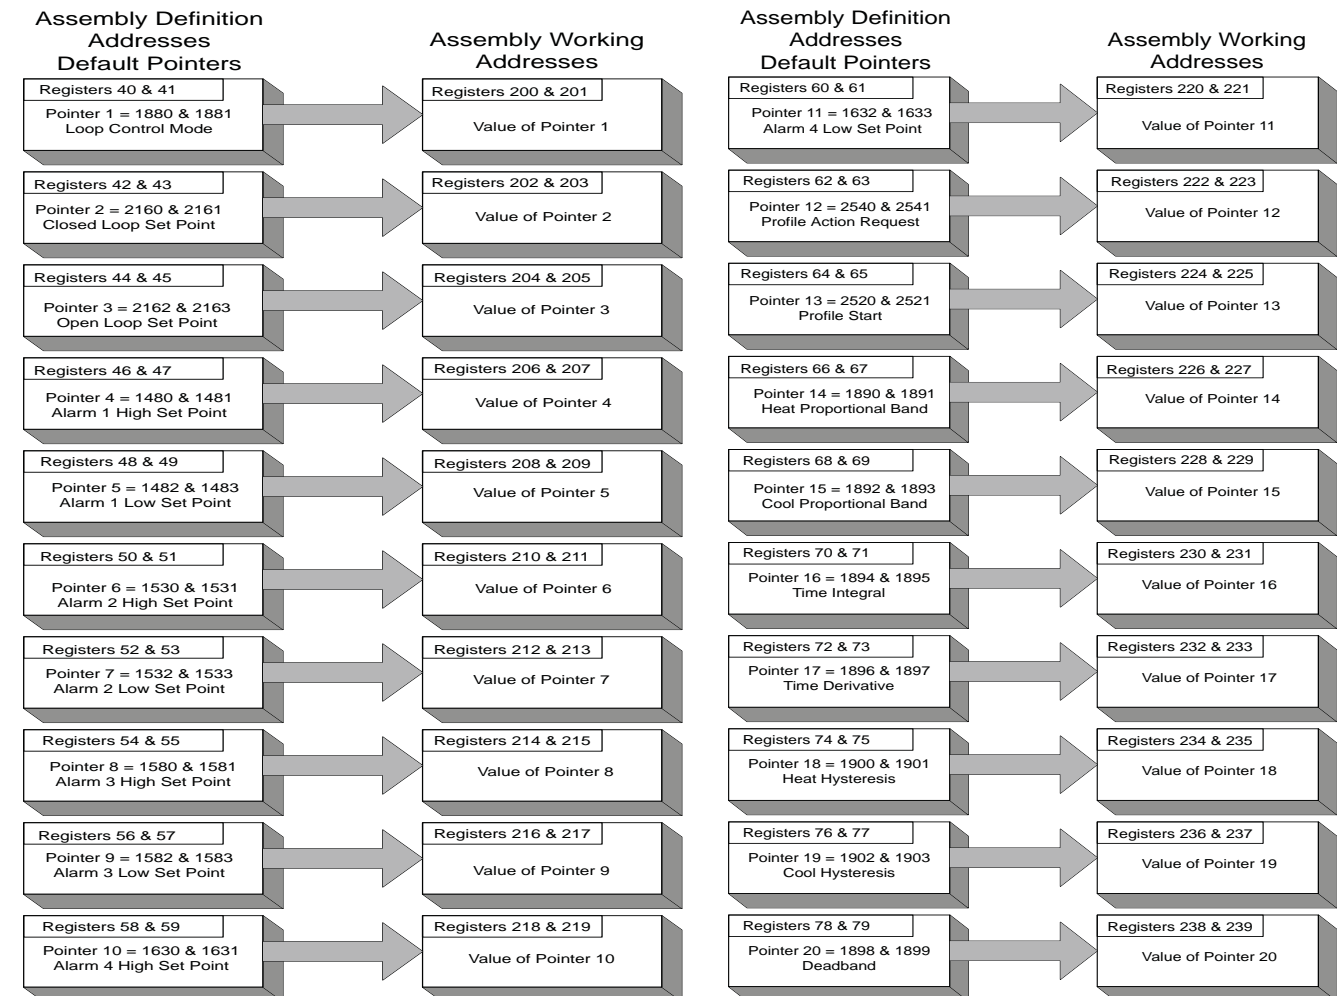 Assembly Definition
Addresses
Default Pointers
Assembly Working
Addresses
Registers 40 & 41
Pointer 1 = 1880 & 1881
Loop Control Mode
Registers 200 & 201
Value of Pointer 1
Registers 42 & 43
Pointer 2 = 2160 & 2161
Closed Loop Set Point
Registers 202 & 203
Value of Pointer 2
Registers 44 & 45
Pointer 3 = 2162 & 2163
Open Loop Set Point
Registers 204 & 205
Value of Pointer 3
Registers 46 & 47
Pointer 4 = 1480 & 1481
Alarm 1 High Set Point
Registers 206 & 207
Value of Pointer 4
Registers 48 & 49
Pointer 5 = 1482 & 1483
Alarm 1 Low Set Point
Registers 208 & 209
Value of Pointer 5
Registers 50 & 51
Pointer 6 = 1530 & 1531
Alarm 2 High Set Point
Registers 210 & 211
Value of Pointer 6
Registers 52 & 53
Pointer 7 = 1532 & 1533
Alarm 2 Low Set Point
Registers 212 & 213
Value of Pointer 7
Registers 54 & 55
Pointer 8 = 1580 & 1581
Alarm 3 High Set Point
Registers 214 & 215
Value of Pointer 8
Registers 56 & 57
Pointer 9 = 1582 & 1583
Alarm 3 Low Set Point
Registers 216 & 217
Value of Pointer 9
Registers 58 & 59
Pointer 10 = 1630 & 1631
Alarm 4 High Set Point
Registers 218 & 219
Value of Pointer 10
Assembly Definition
Addresses
Default Pointers
Assembly Working
Addresses
Registers 60 & 61
Pointer 11 = 1632 & 1633
Alarm 4 Low Set Point
Registers 220 & 221
Value of Pointer 11
Registers 62 & 63
Pointer 12 = 2540 & 2541
Profile Action Request
Registers 222 & 223
Value of Pointer 12
Registers 64 & 65
Pointer 13 = 2520 & 2521
Profile Start
Registers 224 & 225
Value of Pointer 13
Registers 66 & 67
Pointer 14 = 1890 & 1891
Heat Proportional Band
Registers 226 & 227
Value of Pointer 14
Registers 68 & 69
Pointer 15 = 1892 & 1893
Cool Proportional Band
Registers 228 & 229
Value of Pointer 15
Registers 70 & 71
Pointer 16 = 1894 & 1895
Time Integral
Registers 230 & 231
Value of Pointer 16
Registers 72 & 73
Pointer 17 = 1896 & 1897
Time Derivative
Registers 232 & 233
Value of Pointer 17
Registers 74 & 75
Pointer 18 = 1900 & 1901
Heat Hysteresis
Registers 234 & 235
Value of Pointer 18
Registers 76 & 77
Pointer 19 = 1902 & 1903
Cool Hysteresis
Registers 236 & 237
Value of Pointer 19
Registers 78 & 79
Pointer 20 = 1898 & 1899
Deadband
Registers 238 & 239
Value of Pointer 20